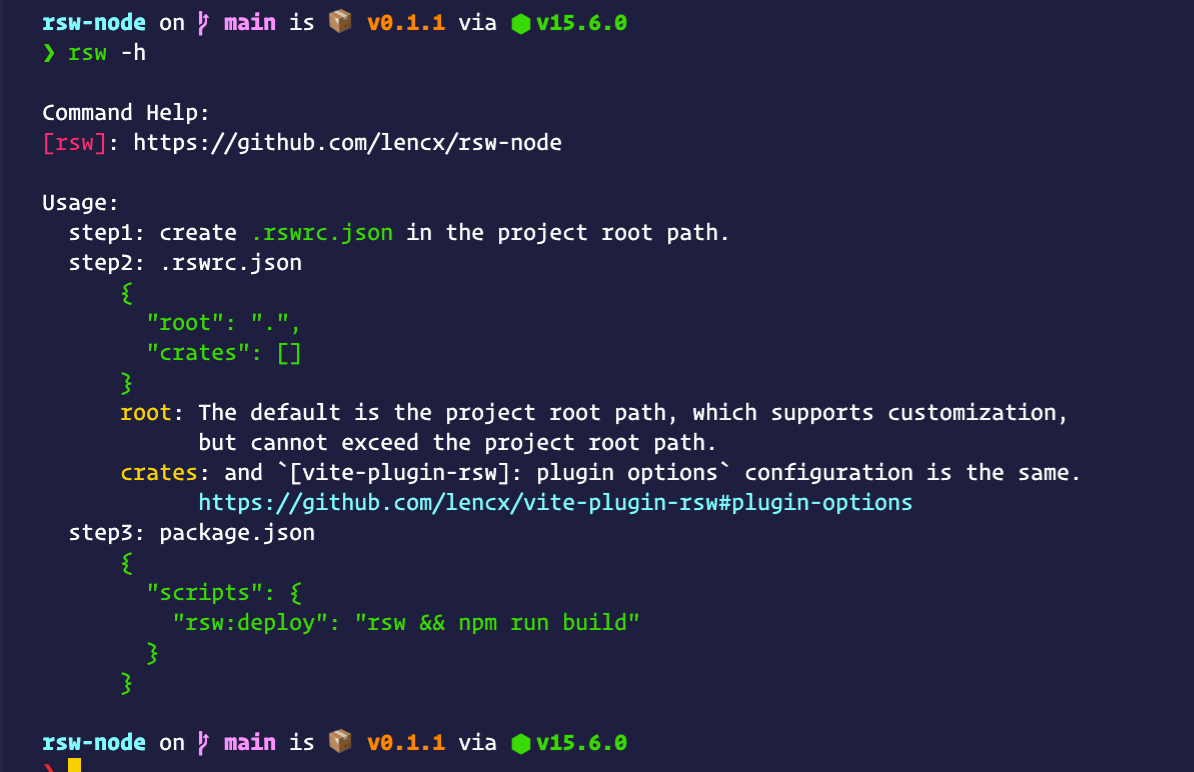 rsw-node on main is 📦 v0.1.1 via ⬢ v15.6.0
❯ rsw -h
Command Help:
[rsw]: https://github.com/lencx/rsw-node
Usage:
  step1: create .rswrc.json in the project root path.
  step2: .rswrc.json
      {
        "root": ".",
        "crates": []
      }
      root: The default is the project root path, which supports customization,
            but cannot exceed the project root path.
      crates: and `[vite-plugin-rsw]: plugin options` configuration is the same.
            https://github.com/lencx/vite-plugin-rsw#plugin-options
  step3: package.json
      {
        "scripts": {
          "rsw:deploy": "rsw && npm run build"
        }
      }
rsw-node on main is 📦 v0.1.1 via ⬢ v15.6.0
❯